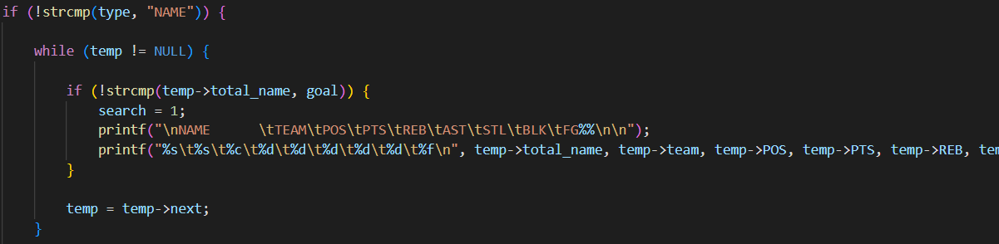 if (!strcmp(type, "NAME")) {
while (temp != NULL) {
if (!strcmp(temp->total_name, goal)) {
search = 1;
printf("\nNAME      \tTEAM\tPOS\tPTS\tREB\tAST\tSTL\tBLK\tFG%%\n\n");
printf("%s\t%s\t%c\t%d\t%d\t%d\t%d\t%d\t%f\n", temp->total_name, temp->team, temp->POS, temp->PTS, temp->REB, tem
}
temp = temp->next;
}